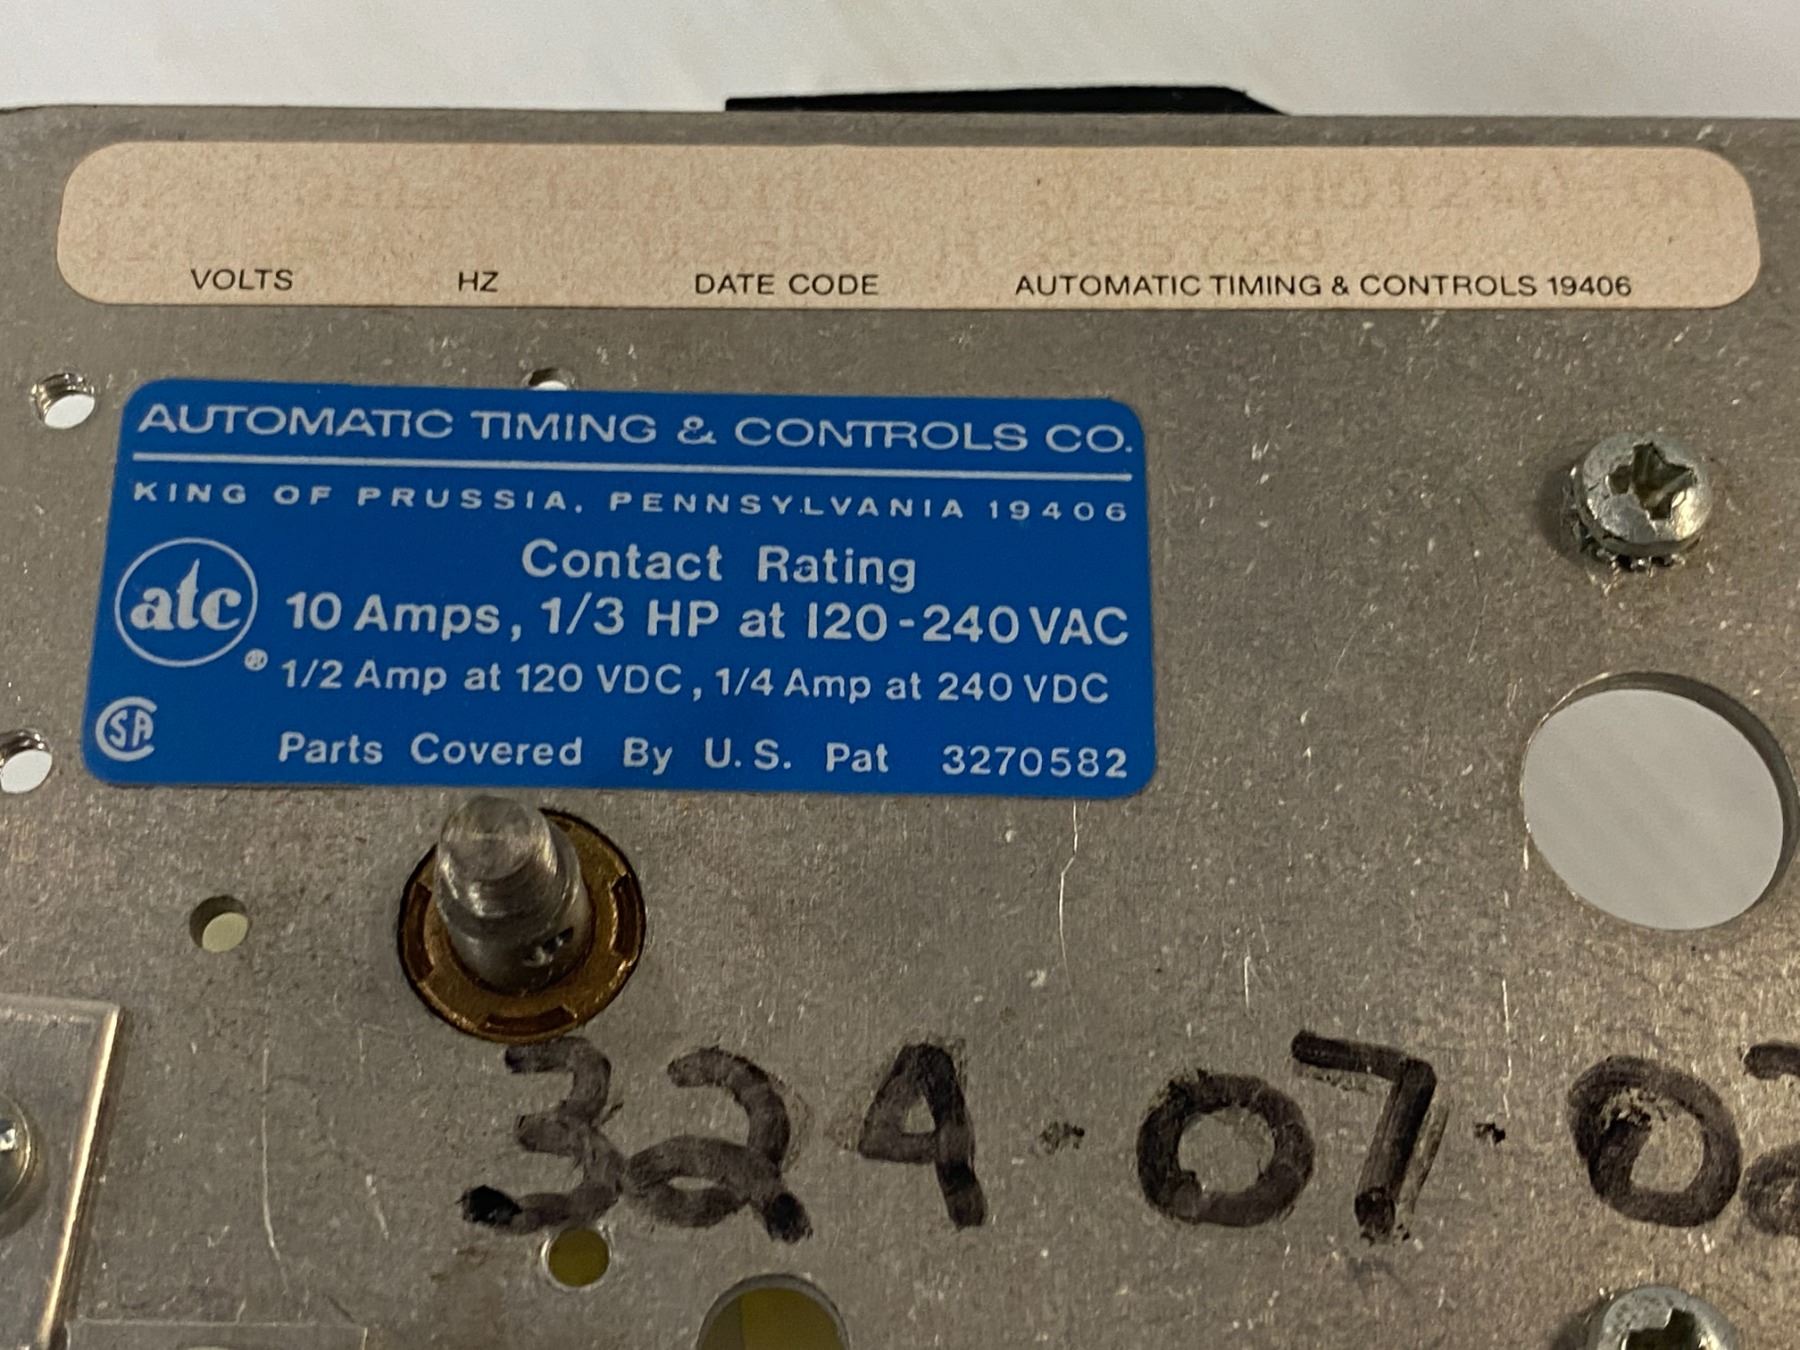 VOLTS HZ DATE CODE AUTOMATIC TIMING & CONTROLS 19406
AUTOMATIC TIMING & CONTROLS CO.
KING OF PRUSSIA, PENNSYLVANIA 19406
Contact Rating
atc 10 Amps, 1/3 HP at 120-240 VAC
® 1/2 Amp at 120 VDC, 1/4 Amp at 240 VDC
SA Parts Covered By U.S. Pat 3270582
324-07-02